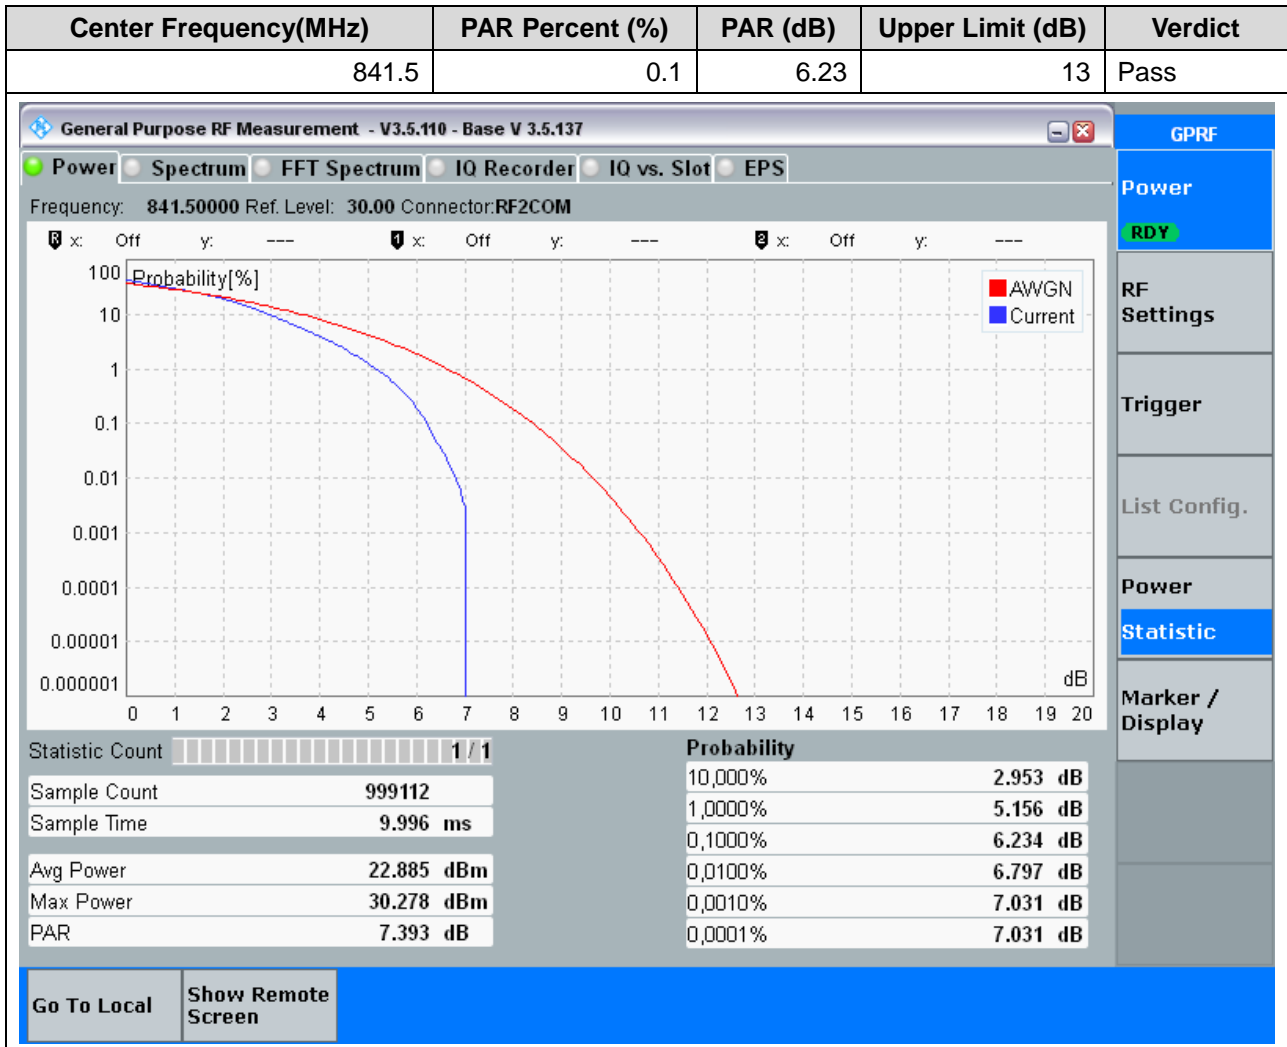 Center Frequency(MHz) PAR Percent (%) PAR (dB) Upper Limit (dB) Verdict
841.5 0.1 6.23 13 Pass
General Purpose RF Measurement - V3.5.110 - Base V 3.5.137
GPRF
Power Spectrum FFT Spectrum IQ Recorder IQ vs. Slot EPS
Frequency: 841.50000 Ref. Level: 30.00 Connector:RF2COM
R x: Off y: --- 1 x: Off y: --- 2 x: Off y: ---
Probability[%]
100
10
1
0.1
0.01
0.001
0.0001
0.00001
0.000001
AWGN
Current
dB
0 1 2 3 4 5 6 7 8 9 10 11 12 13 14 15 16 17 18 19 20
Statistic Count 1 / 1
Sample Count 999112
Sample Time 9.996 ms
Avg Power 22.885 dBm
Max Power 30.278 dBm
PAR 7.393 dB
Probability
10,000% 2.953 dB
1,0000% 5.156 dB
0,1000% 6.234 dB
0,0100% 6.797 dB
0,0010% 7.031 dB
0,0001% 7.031 dB
Power
RDY
RF
Settings
Trigger
List Config.
Power
Statistic
Marker /
Display
Go To Local
Show Remote
Screen